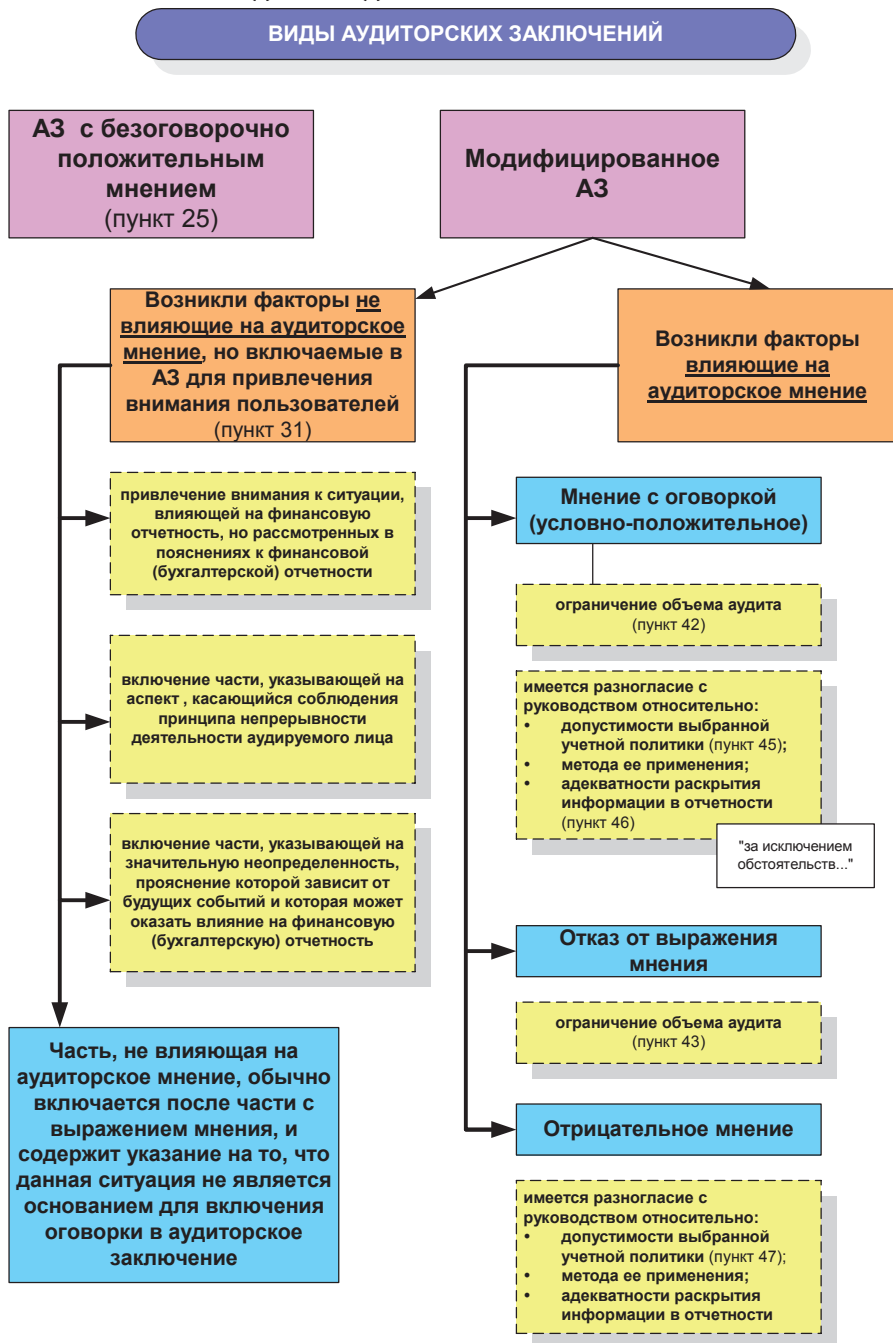 ВИДЫ АУДИТОРСКИХ ЗАКЛЮЧЕНИЙ
АЗ с безоговорочно
положительным
мнением
(пункт 25)
Модифицированное
АЗ
Возникли факторы не
влияющие на аудиторское
мнение, но включаемые в
АЗ для привлечения
внимания пользователей
(пункт 31)
Возникли факторы
влияющие на
аудиторское мнение
привлечение внимания к ситуации,
влияющей на финансовую
отчетность, но рассмотренных в
пояснениях к финансовой
(бухгалтерской) отчетности
включение части, указывающей на
аспект , касающийся соблюдения
принципа непрерывности
деятельности аудируемого лица
включение части, указывающей на
значительную неопределенность,
прояснение которой зависит от
будущих событий и которая может
оказать влияние на финансовую
(бухгалтерскую) отчетность
Часть, не влияющая на
аудиторское мнение, обычно
включается после части с
выражением мнения, и
содержит указание на то, что
данная ситуация не является
основанием для включения
оговорки в аудиторское
заключение
Мнение с оговоркой
(условно-положительное)
ограничение объема аудита
(пункт 42)
имеется разногласие с
руководством относительно:
• допустимости выбранной
учетной политики (пункт 45);
• метода ее применения;
• адекватности раскрытия
информации в отчетности
(пункт 46)
"за исключением
обстоятельств..."
Отказ от выражения
мнения
ограничение объема аудита
(пункт 43)
Отрицательное мнение
имеется разногласие с
руководством относительно:
• допустимости выбранной
учетной политики (пункт 47);
• метода ее применения;
• адекватности раскрытия
информации в отчетности